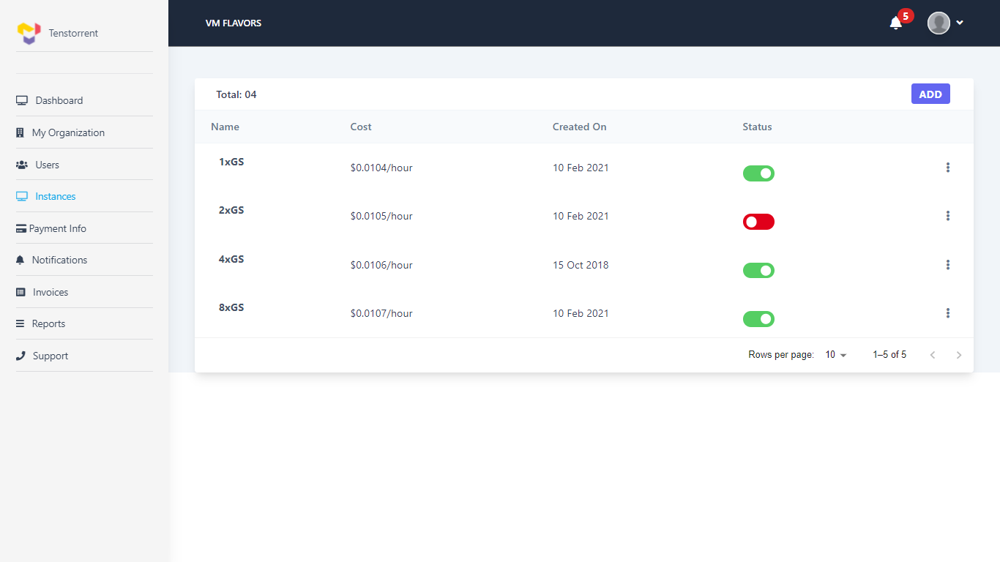 Tenstorrent
VM FLAVORS
5
Dashboard
My Organization
Users
Instances
Payment Info
Notifications
Invoices
Reports
Support
Total: 04
ADD
Name Cost Created On Status
1xGS $0.0104/hour 10 Feb 2021
2xGS $0.0105/hour 10 Feb 2021
4xGS $0.0106/hour 15 Oct 2018
8xGS $0.0107/hour 10 Feb 2021
Rows per page: 10 1–5 of 5